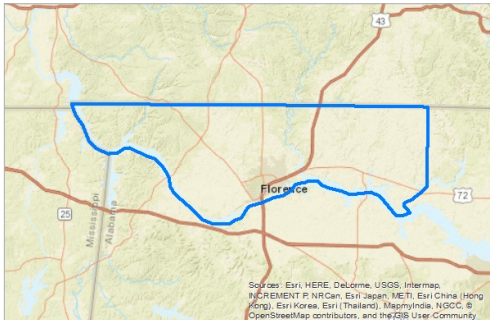 43
Florence
72
25
Mississippi
Alabama
Sources: Esri, HERE, DeLorme, USGS, Intermap,
INCREMENT P, NRCan, Esri Japan, METI, Esri China (Hong
Kong), Esri Korea, Esri (Thailand), MapmyIndia, NGCC, ©
OpenStreetMap contributors, and the GIS User Community